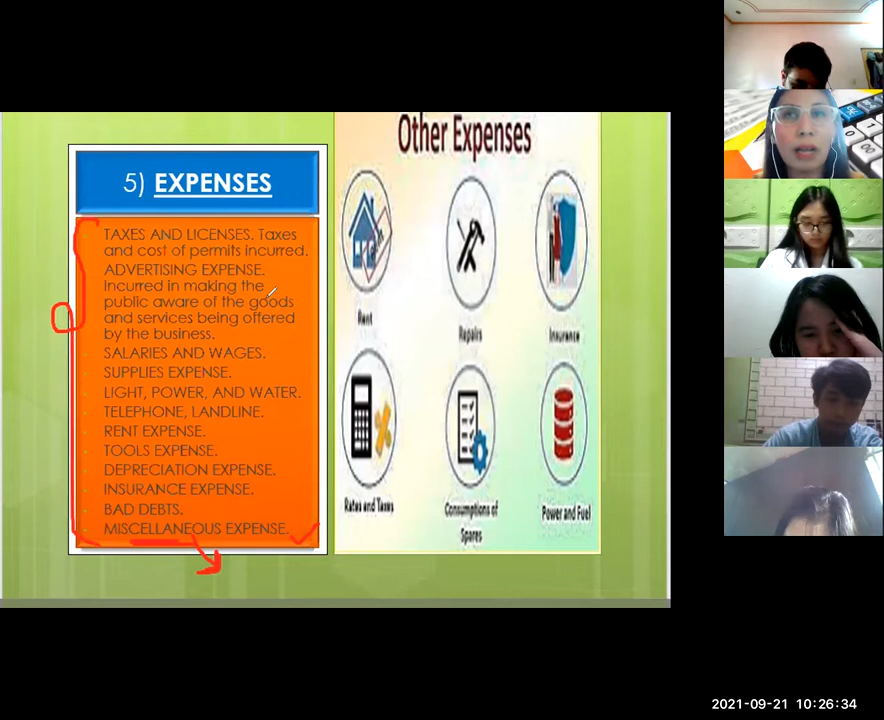 5) EXPENSES
TAXES AND LICENSES. Taxes
and cost of permits incurred.
ADVERTISING EXPENSE.
Incurred in making the
public aware of the goods
and services being offered
by the business.
SALARIES AND WAGES.
SUPPLIES EXPENSE.
LIGHT, POWER, AND WATER.
TELEPHONE, LANDLINE.
RENT EXPENSE.
TOOLS EXPENSE.
DEPRECIATION EXPENSE.
INSURANCE EXPENSE.
BAD DEBTS.
MISCELLANEOUS EXPENSE.
Other Expenses
Rent
Repairs
Insurance
Rates and Taxes
Consumptions of
Spares
Power and Fuel
2021-09-21 10:26:34